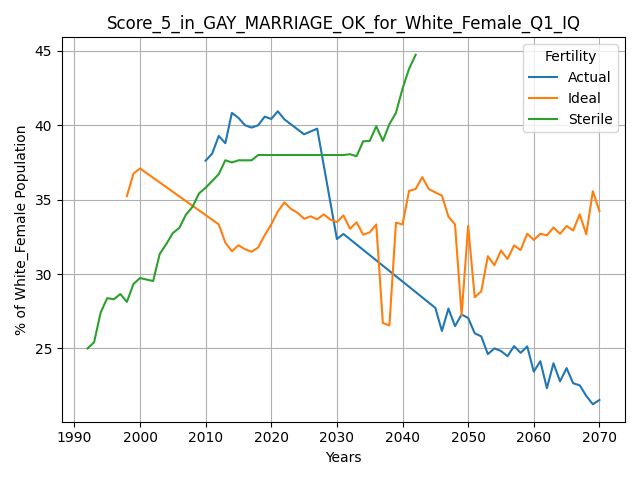 Score_5_in_GAY_MARRIAGE_OK_for_White_Female_Q1_IQ
% of White_Female Population
45
40
35
30
25
Fertility
Actual
Ideal
Sterile
1990 2000 2010 2020 2030 2040 2050 2060 2070
Years